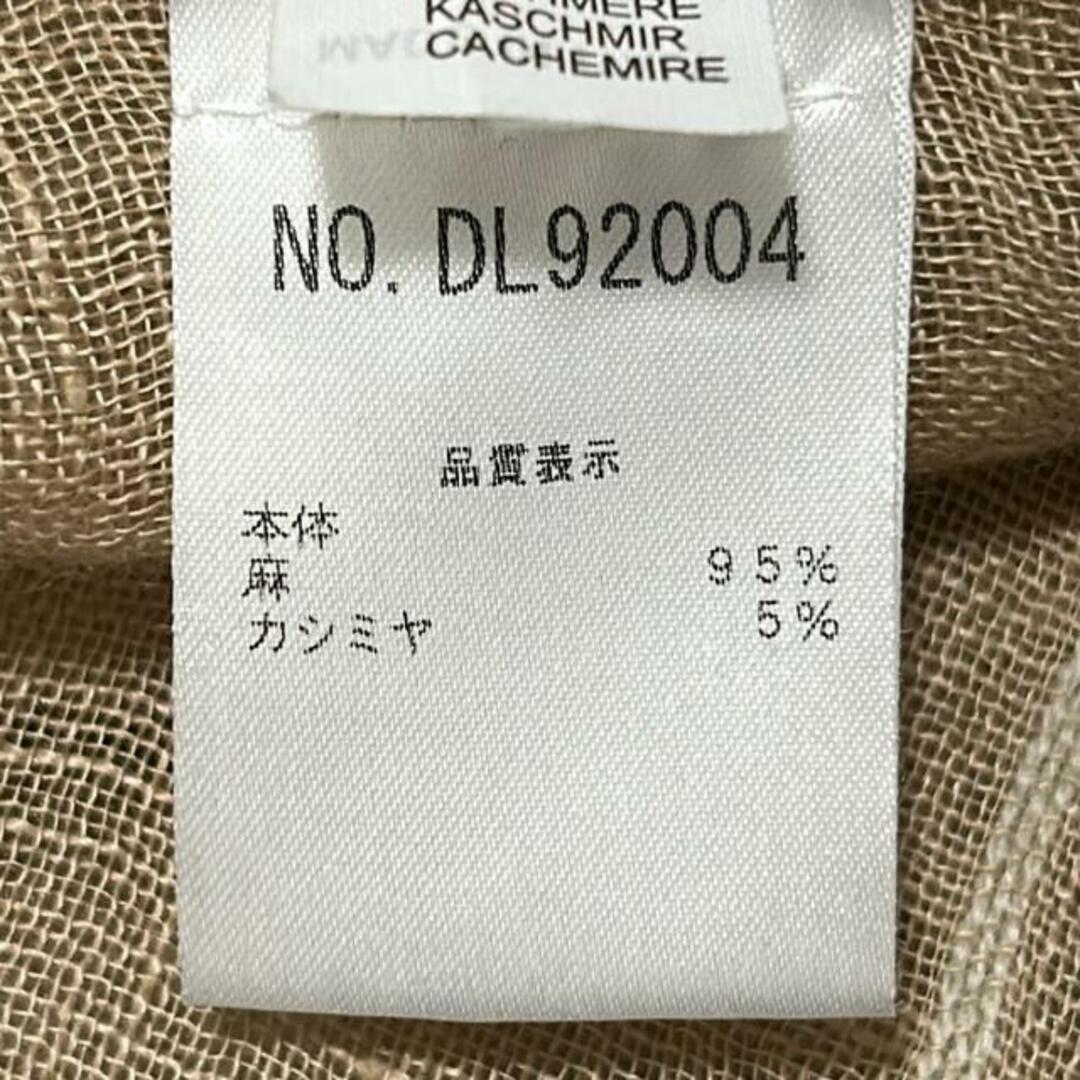 KASCHMIR
CACHEMIRE
NO. DL92004
品質表示
本体
麻 95%
カシミヤ 5%